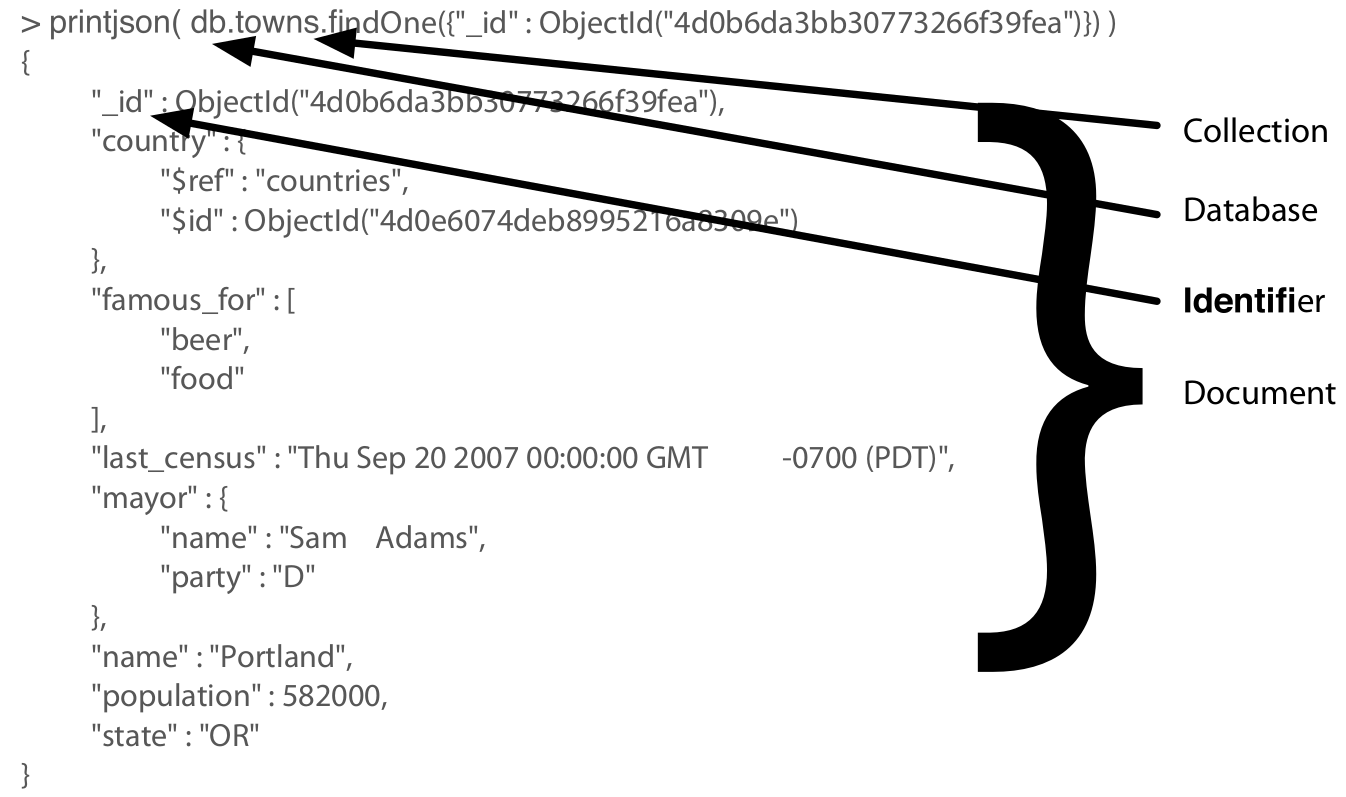 > printjson( db.towns.findOne({"_id" : ObjectId("4d0b6da3bb30773266f39fea")}) )
{
"_id" : ObjectId("4d0b6da3bb30773266f39fea"),
"country" : {
"$ref" : "countries",
"$id" : ObjectId("4d0e6074deb8995216a8309e")
},
"famous_for" : [
"beer",
"food"
],
"last_census" : "Thu Sep 20 2007 00:00:00 GMT -0700 (PDT)",
"mayor" : {
"name" : "Sam Adams",
"party" : "D"
},
"name" : "Portland",
"population" : 582000,
"state" : "OR"
}
Collection
Database
Identifier
Document